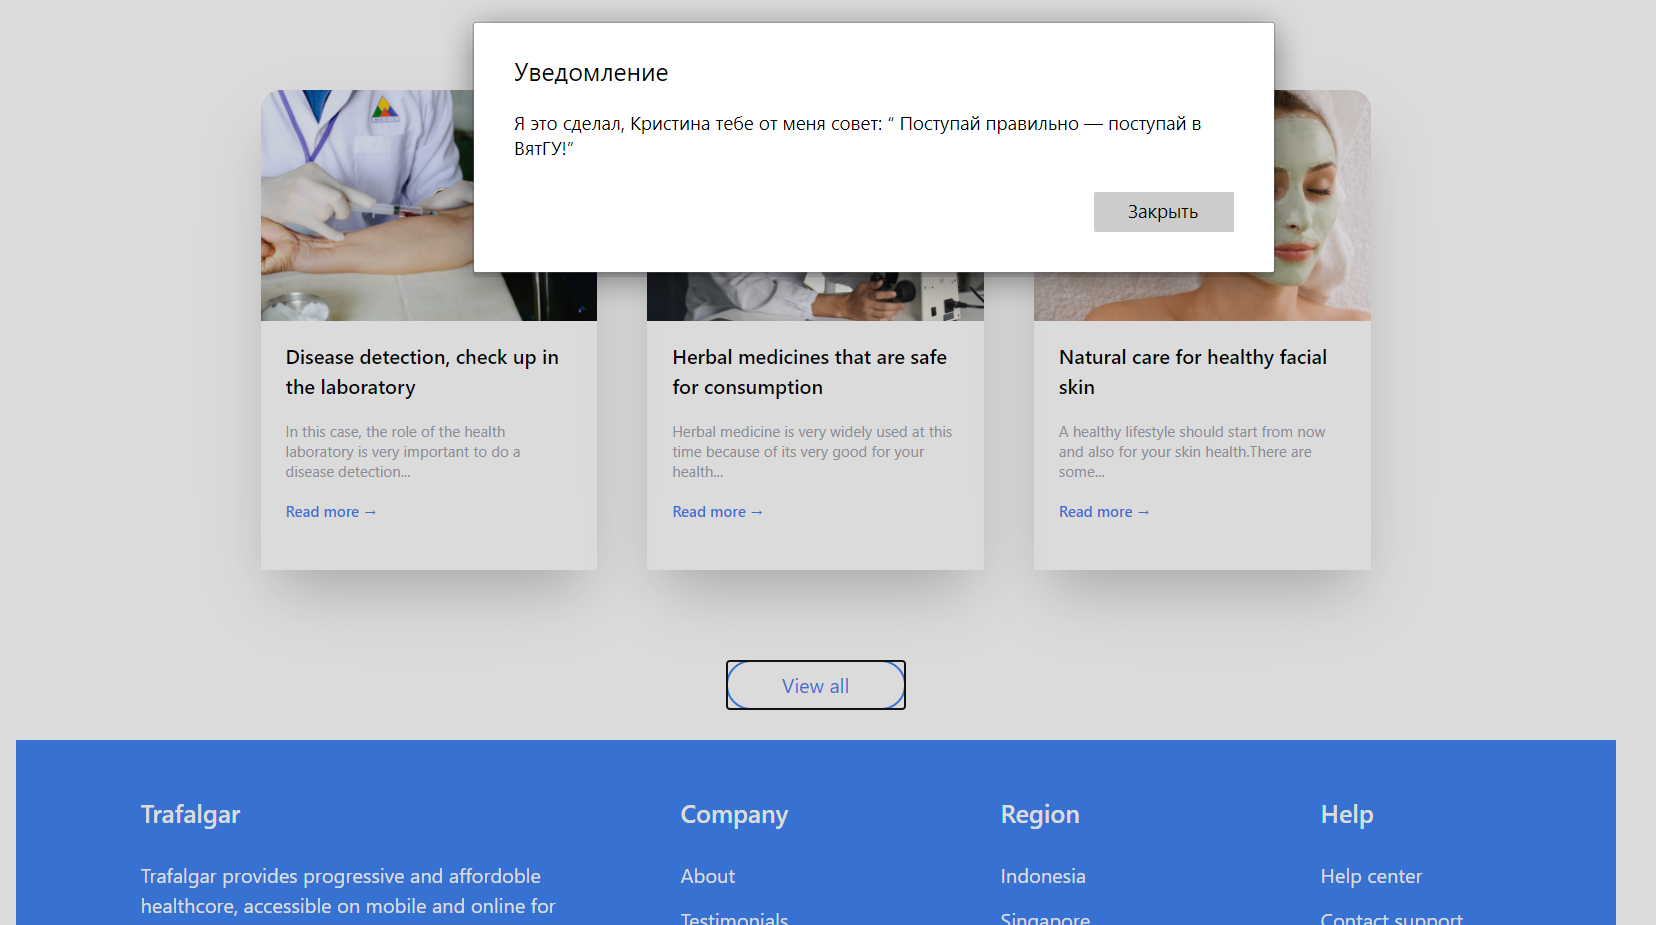 Уведомление
Я это сделал, Кристина тебе от меня совет: “ Поступай правильно — поступай в
ВятГУ!”
Закрыть
Disease detection, check up in
the laboratory
In this case, the role of the health
laboratory is very important to do a
disease detection...
Read more →
Herbal medicines that are safe
for consumption
Herbal medicine is very widely used at this
time because of its very good for your
health...
Read more →
Natural care for healthy facial
skin
A healthy lifestyle should start from now
and also for your skin health.There are
some...
Read more →
View all
Trafalgar
Trafalgar provides progressive and affordoble
healthcore, accessible on mobile and online for
Company
About
Testimonials
Region
Indonesia
Singapore
Help
Help center
Contact support